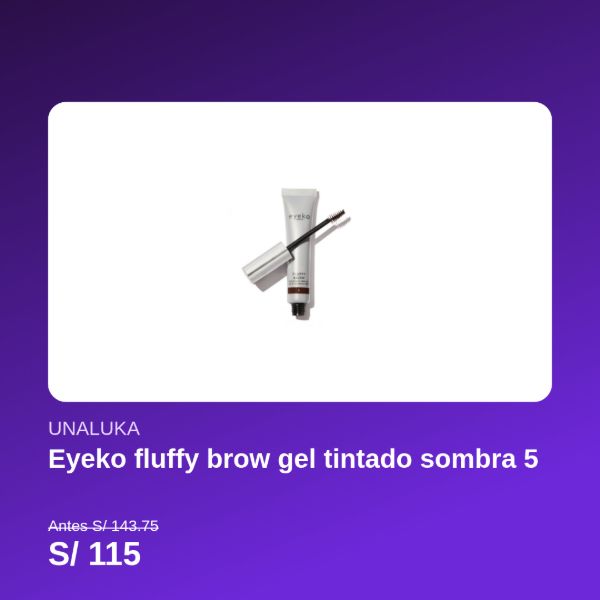 eyeko
UNALUKA
Eyeko fluffy brow gel tintado sombra 5
Antes S/ 143.75
S/ 115